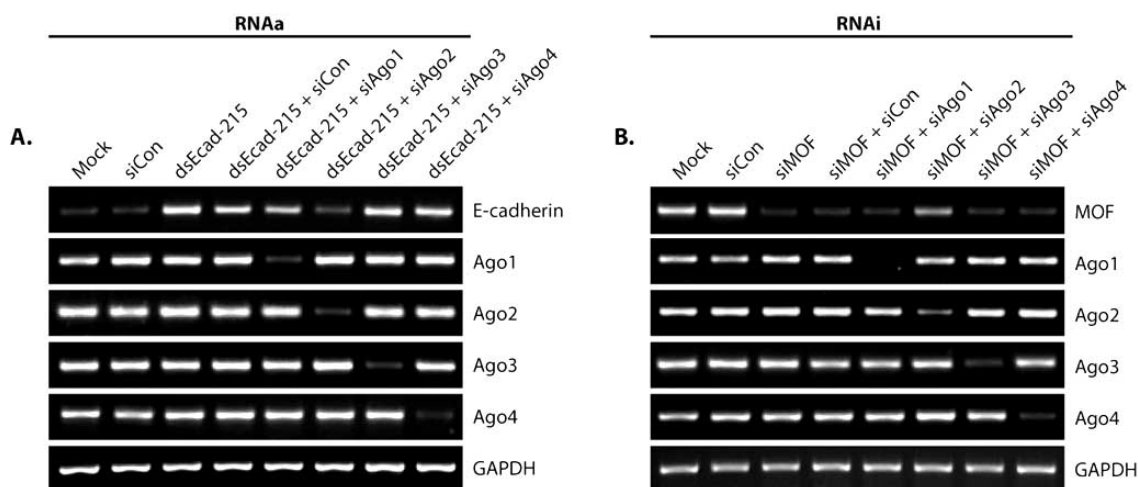 RNAa
A.
Mock
siCon
dsEcad-215
dsEcad-215 + siCon
dsEcad-215 + siAgo1
dsEcad-215 + siAgo2
dsEcad-215 + siAgo3
dsEcad-215 + siAgo4
E-cadherin
Ago1
Ago2
Ago3
Ago4
GAPDH
RNAi
B.
Mock
siCon
siMOF
siMOF + siCon
siMOF + siAgo1
siMOF + siAgo2
siMOF + siAgo3
siMOF + siAgo4
MOF
Ago1
Ago2
Ago3
Ago4
GAPDH